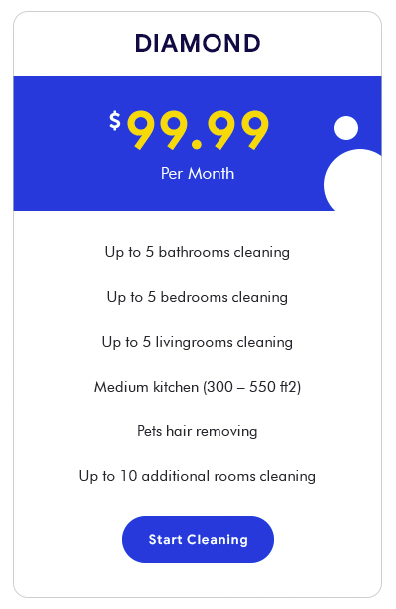 DIAMOND
$99.99
Per Month
Up to 5 bathrooms cleaning
Up to 5 bedrooms cleaning
Up to 5 livingrooms cleaning
Medium kitchen (300 – 550 ft2)
Pets hair removing
Up to 10 additional rooms cleaning
Start Cleaning